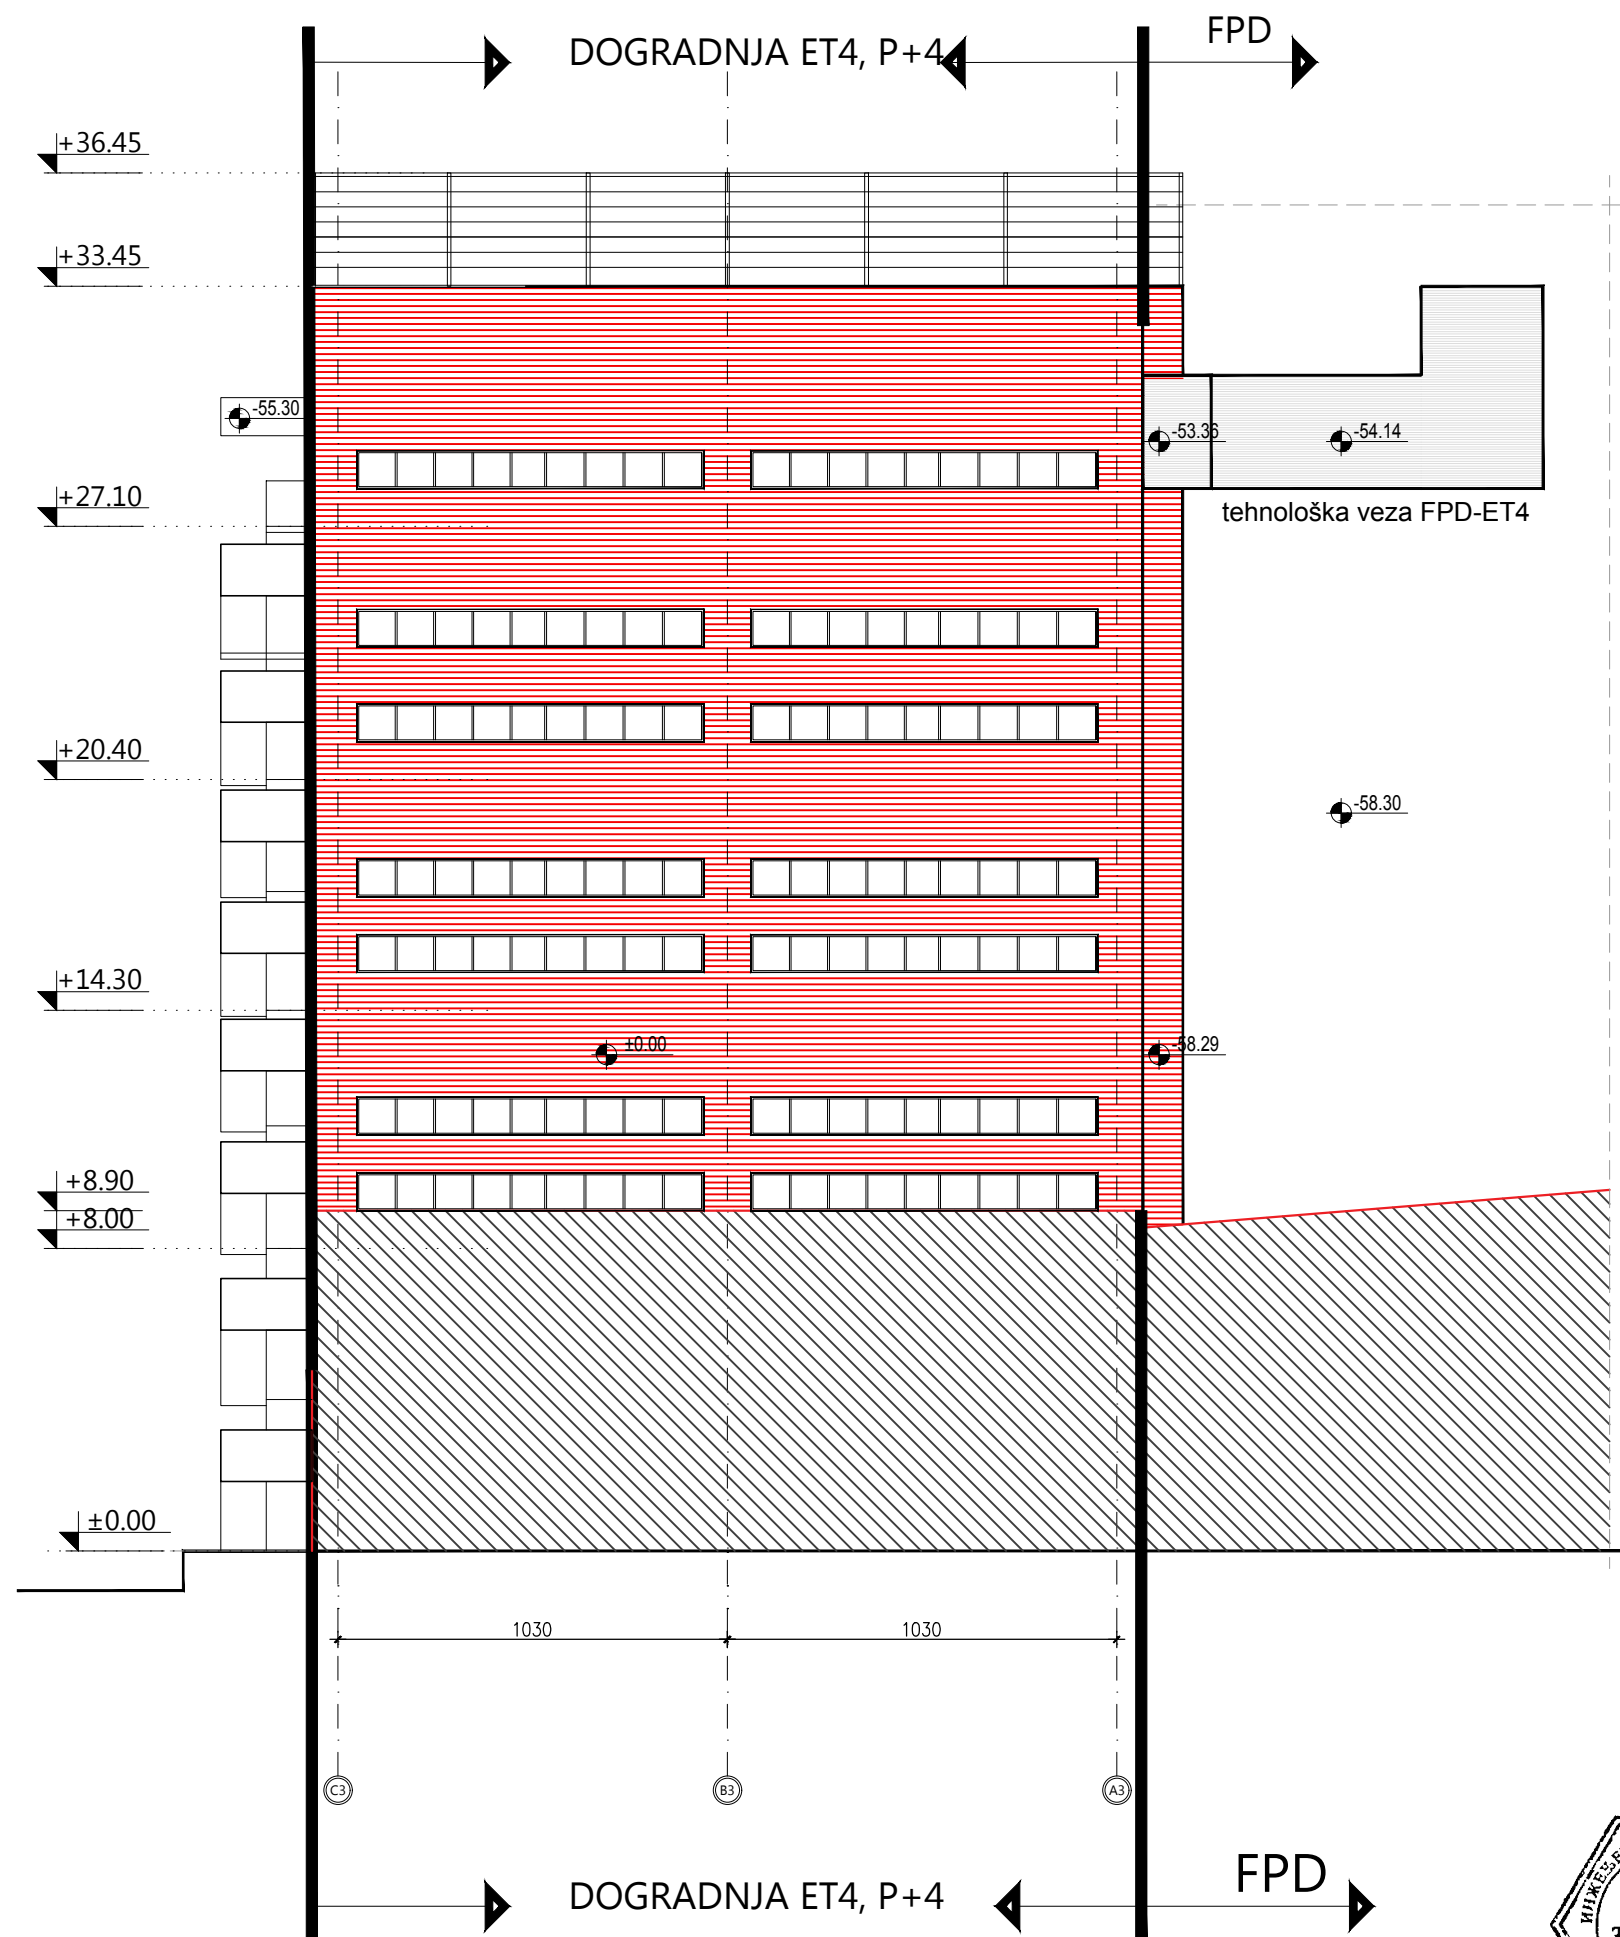 FPD
DOGRADNJA ET4, P+4
+36.45
+33.45
-55.30
-53.36
-54.14
+27.10
tehnološka veza FPD-ET4
+20.40
-58.30
+14.30
±0.00
-58.29
+8.90
+8.00
±0.00
1030
1030
C3
B3
A3
FPD
DOGRADNJA ET4, P+4